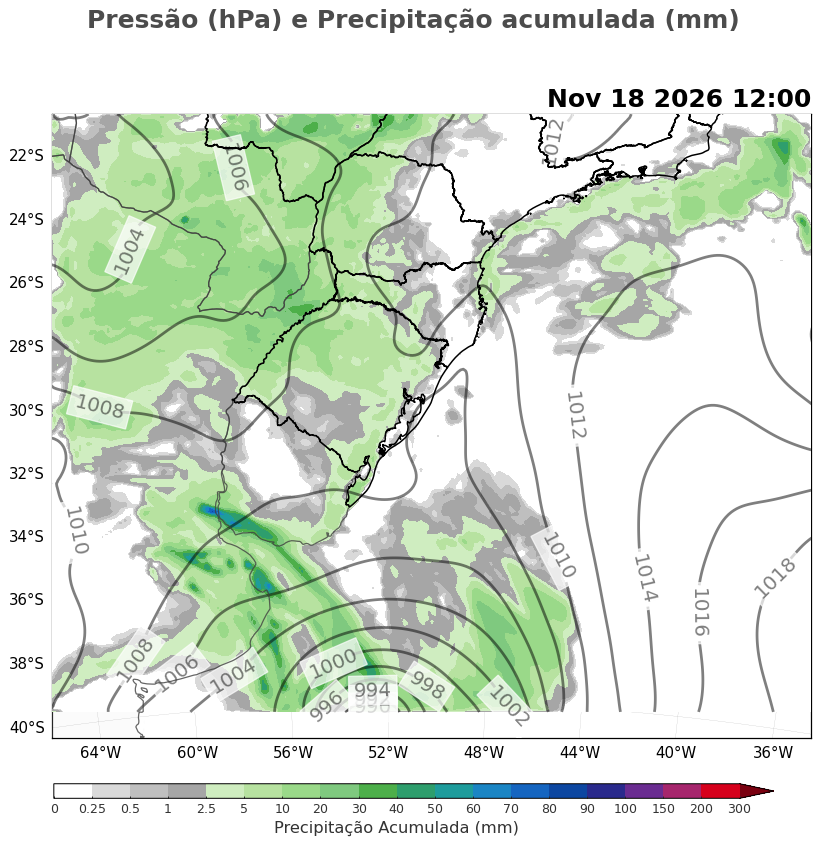 Pressão (hPa) e Precipitação acumulada (mm)
Nov 18 2026 12:00
1012
1006
22°S
24°S
1004
26°S
28°S
1008
1012
30°S
32°S
1010
34°S
1010
1014
1018
36°S
1016
1008
1006
1004
1000
998
38°S
996
994
1002
40°S
64°W 60°W 56°W 52°W 48°W 44°W 40°W 36°W
0 0.25 0.5 1 2.5 5 10 20 30 40 50 60 70 80 90 100 150 200 300
Precipitação Acumulada (mm)